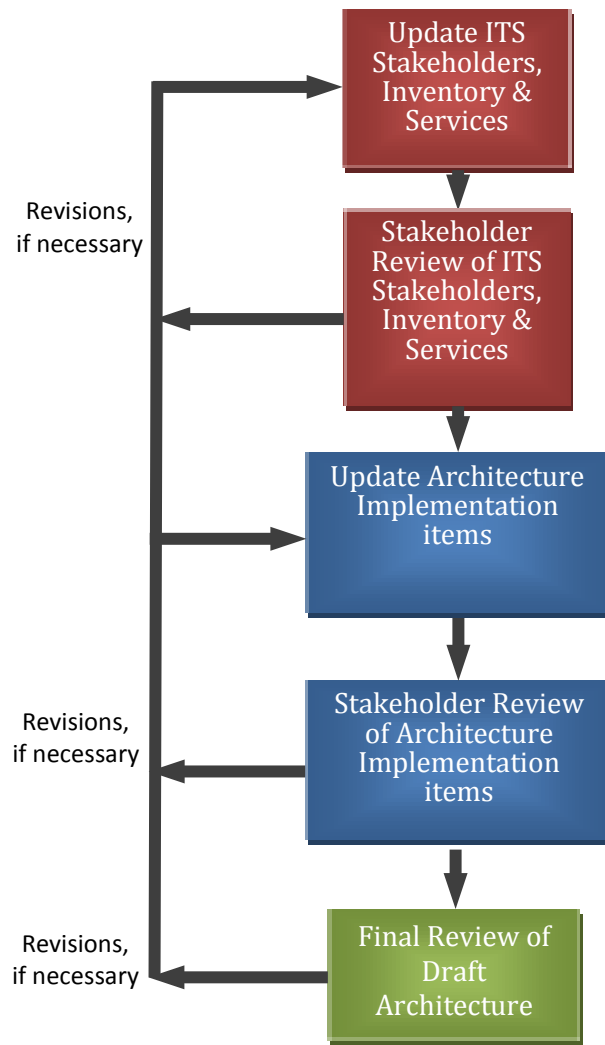 Update ITS
Stakeholders,
Inventory &
Services
Revisions,
if necessary
Stakeholder
Review of ITS
Stakeholders,
Inventory &
Services
Update Architecture
Implementation
items
Stakeholder Review
of Architecture
Implementation
items
Revisions,
if necessary
Final Review of
Draft
Architecture
Revisions,
if necessary